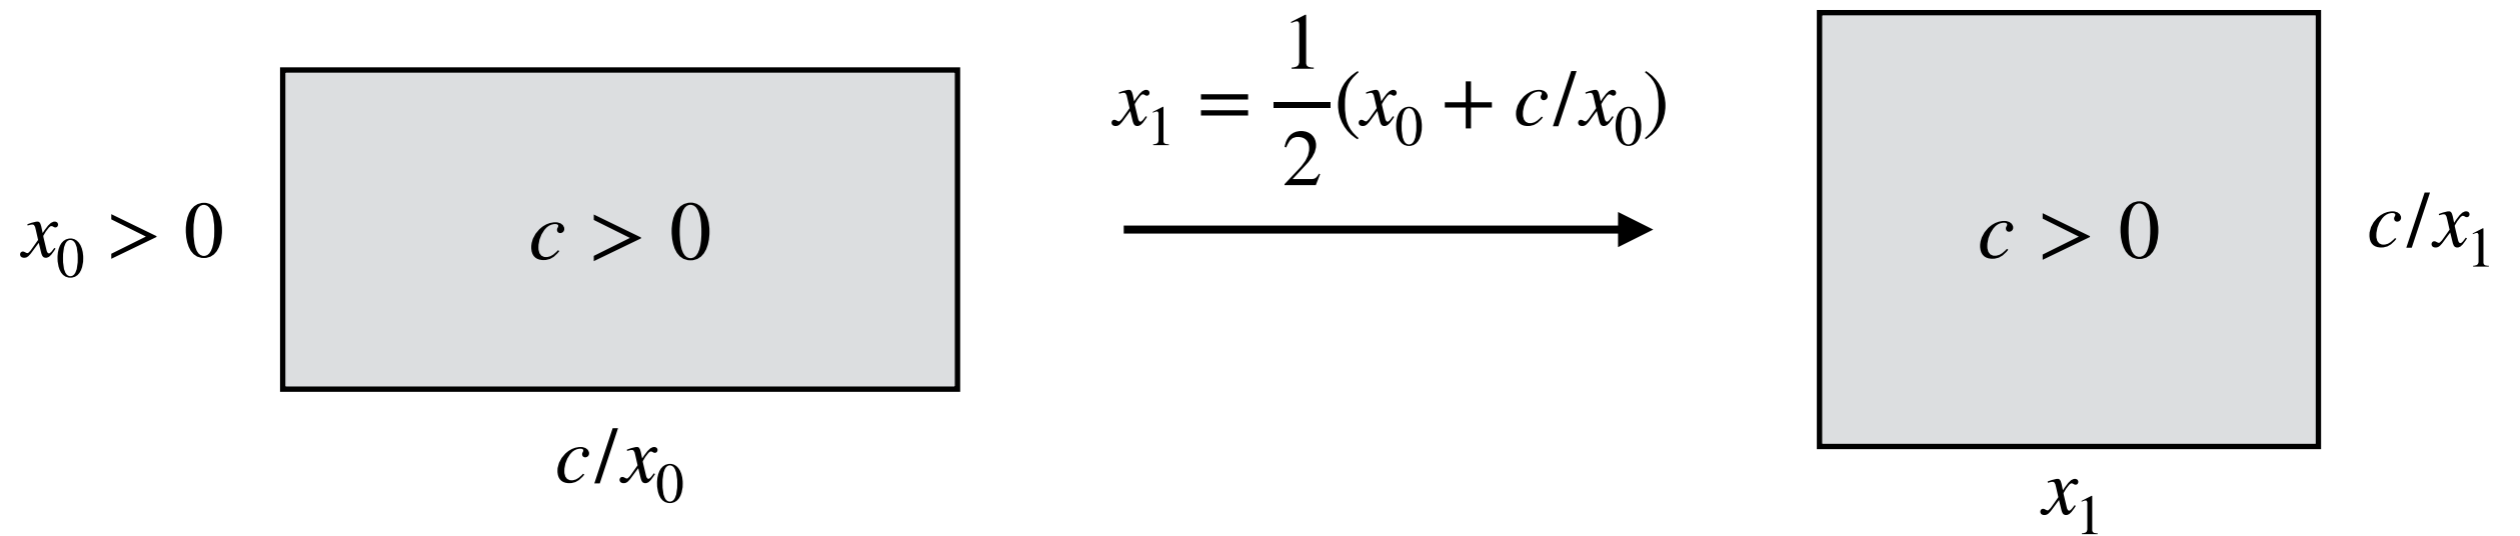 x₀ > 0
c > 0
c/x₀
x₁ = 1/2(x₀ + c/x₀)
c > 0
c/x₁
x₁